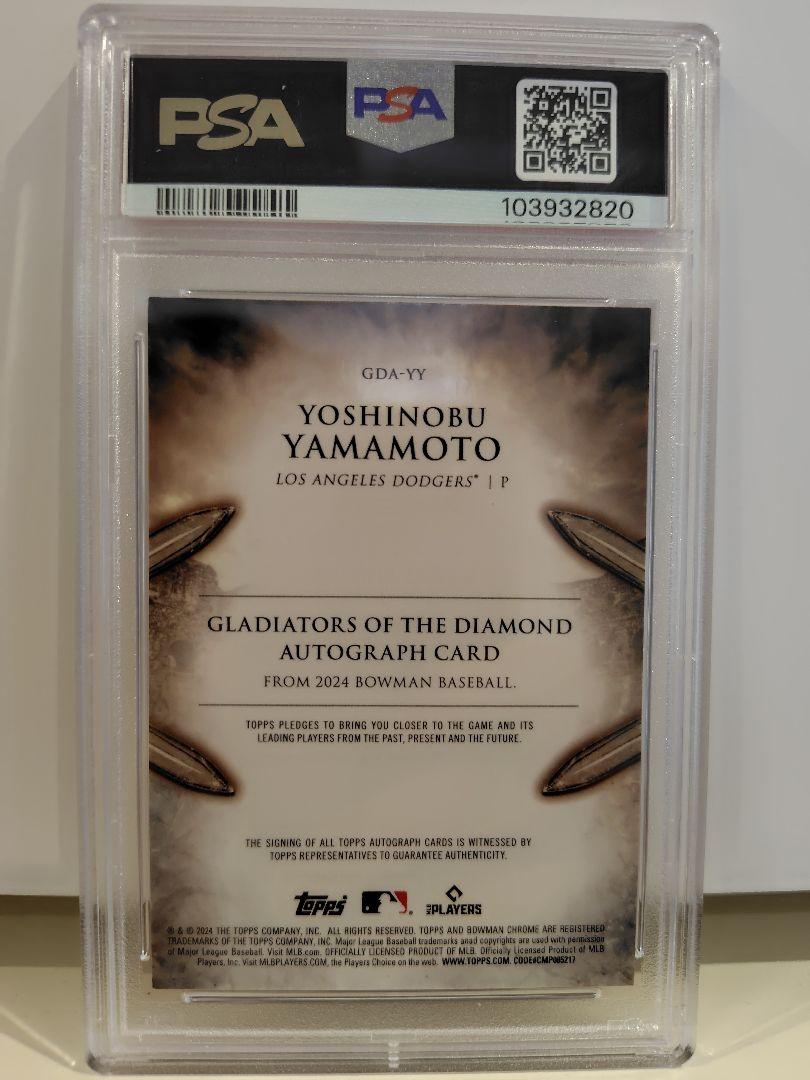 PSA PSA
103932820
GDA-YY
YOSHINOBU
YAMAMOTO
LOS ANGELES DODGERS® | P
GLADIATORS OF THE DIAMOND
AUTOGRAPH CARD
FROM 2024 BOWMAN BASEBALL.
TOPPS PLEDGES TO BRING YOU CLOSER TO THE GAME AND ITS
LEADING PLAYERS FROM THE PAST, PRESENT AND THE FUTURE.
THE SIGNING OF ALL TOPPS AUTOGRAPH CARDS IS WITNESSED BY
TOPPS REPRESENTATIVES TO GUARANTEE AUTHENTICITY.
topps ® PLAYERS
® & © 2024 THE TOPPS COMPANY, INC. ALL RIGHTS RESERVED. TOPPS AND BOWMAN CHROME ARE REGISTERED
TRADEMARKS OF THE TOPPS COMPANY, INC. Major League Baseball trademarks anad copyrights are used with permission
of Major League Baseball. Visit MLB.com. OFFICIALLY LICENSED PRODUCT OF MLB. Officially Licensed Product of MLB
Players, Inc. Visit MLBPLAYERS.COM, the Players Choice on the web. WWW.TOPPS.COM. CODE#CMP085217